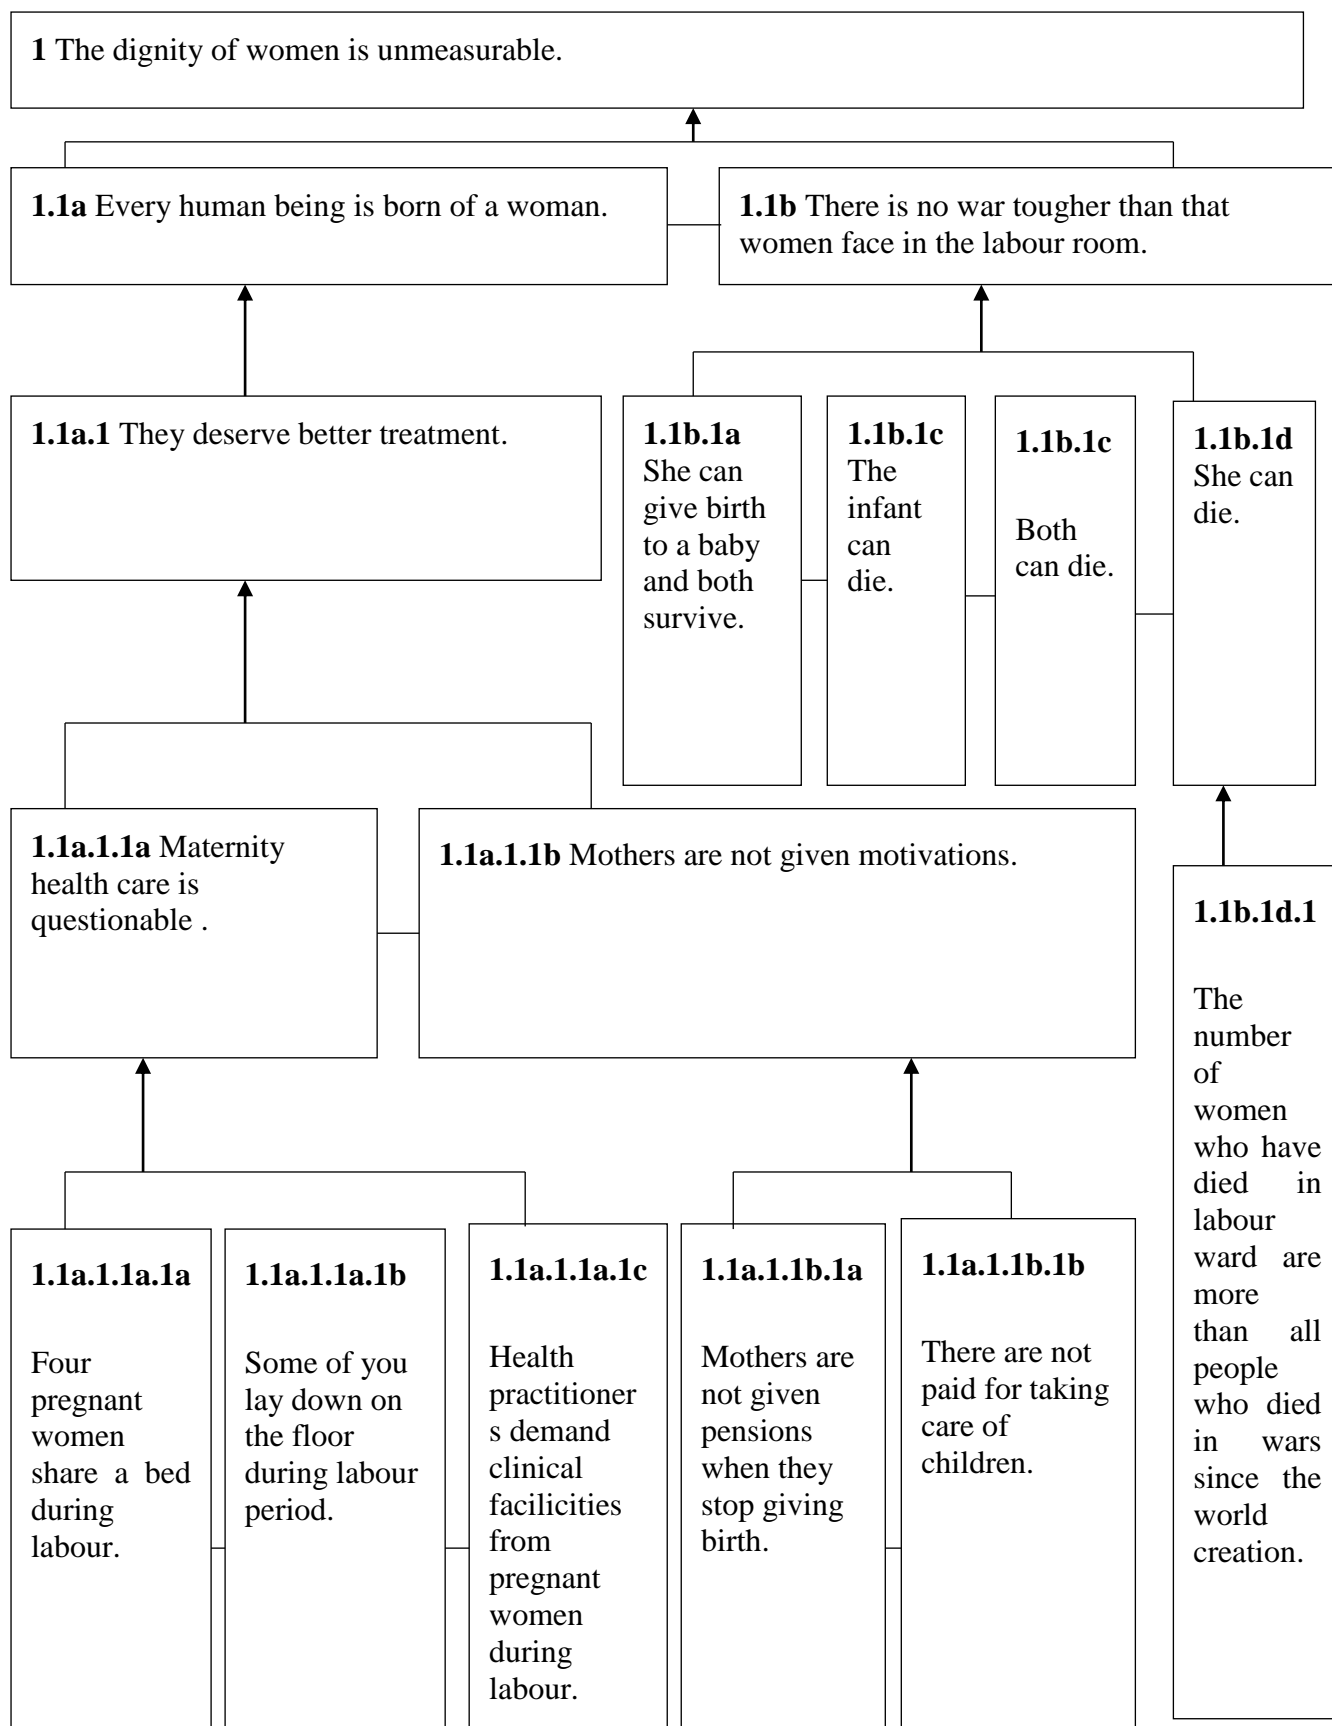 1 The dignity of women is unmeasurable.
1.1a Every human being is born of a woman.
1.1b There is no war tougher than that
women face in the labour room.
1.1a.1 They deserve better treatment.
1.1b.1a
She can
give birth
to a baby
and both
survive.
1.1b.1c
The
infant
can
die.
1.1b.1c
Both
can die.
1.1b.1d
She can
die.
1.1a.1.1a Maternity
health care is
questionable .
1.1a.1.1b Mothers are not given motivations.
1.1b.1d.1
The
number
of
women
who have
died in
labour
ward are
more
than all
people
who died
in wars
since the
world
creation.
1.1a.1.1a.1a
Four
pregnant
women
share a bed
during
labour.
1.1a.1.1a.1b
Some of you
lay down on
the floor
during labour
period.
1.1a.1.1a.1c
Health
practitioner
s demand
clinical
facilicities
from
pregnant
women
during
labour.
1.1a.1.1b.1a
Mothers are
not given
pensions
when they
stop giving
birth.
1.1a.1.1b.1b
There are not
paid for taking
care of
children.